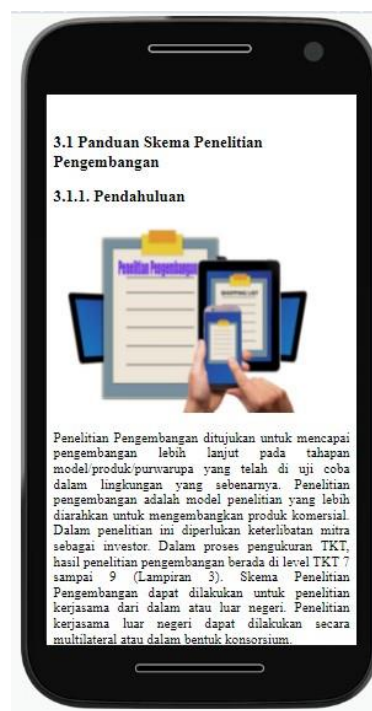 3.1 Panduan Skema Penelitian
Pengembangan
3.1.1. Pendahuluan
Penelitian Pengembangan
SHOPPING LIST
Penelitian Pengembangan ditujukan untuk mencapai
pengembangan lebih lanjut pada tahapan
model/produk/purwarupa yang telah di uji coba
dalam lingkungan yang sebenarnya. Penelitian
pengembangan adalah model penelitian yang lebih
diarahkan untuk mengembangkan produk komersial.
Dalam penelitian ini diperlukan keterlibatan mitra
sebagai investor. Dalam proses pengukuran TKT,
hasil penelitian pengembangan berada di level TKT 7
sampai 9 (Lampiran 3). Skema Penelitian
Pengembangan dapat dilakukan untuk penelitian
kerjasama dari dalam atau luar negeri. Penelitian
kerjasama luar negeri dapat dilakukan secara
multilateral atau dalam bentuk konsorsium.